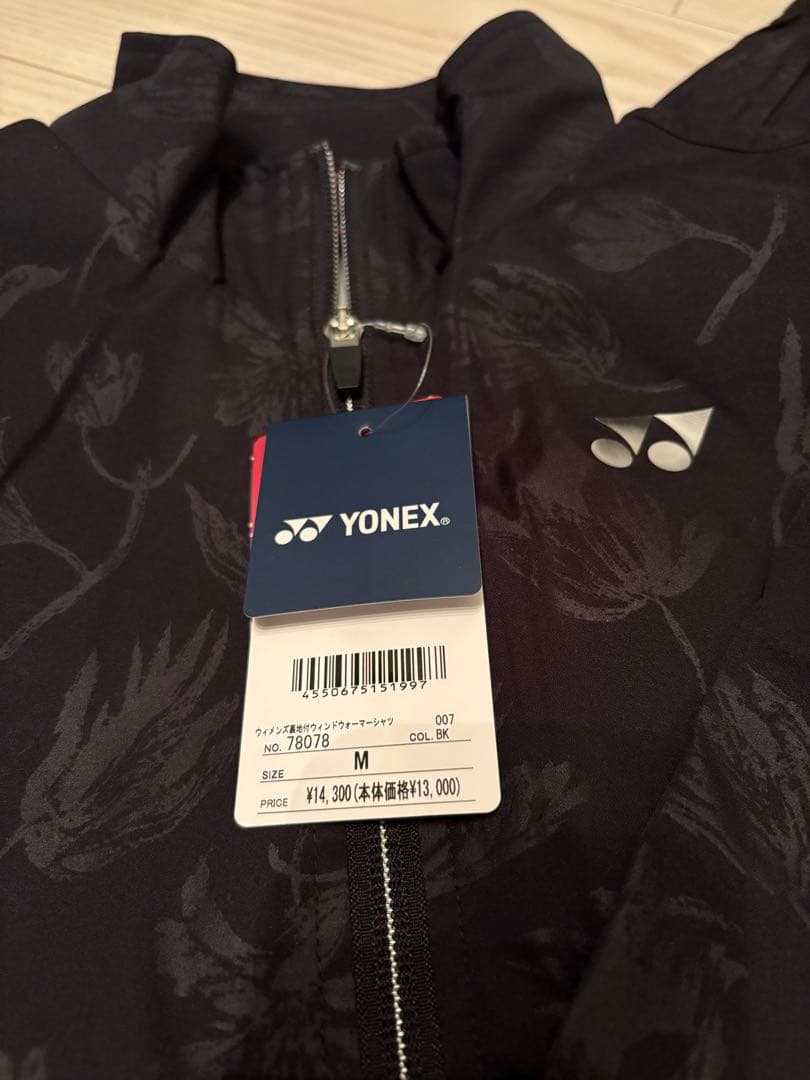 YONEX®
4550675151997
ウィメンズ裏地付ウィンドウォーマーシャツ 007
NO. 78078 COL. BK
SIZE M
PRICE ¥14,300(本体価格¥13,000)